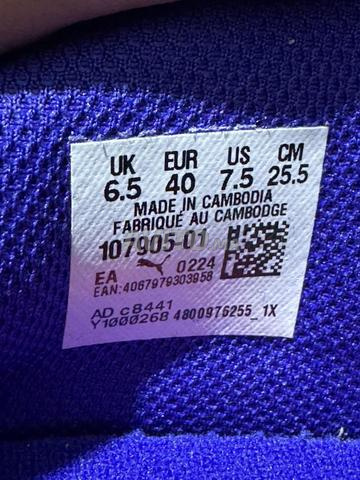 UK EUR US CM
6.5 40 7.5 25.5
MADE IN CAMBODIA
FABRIQUÉ AU CAMBODGE
107905-01
EA 0224
EAN:4067979303958
AD c8441
Y1000268 4800976255_1X